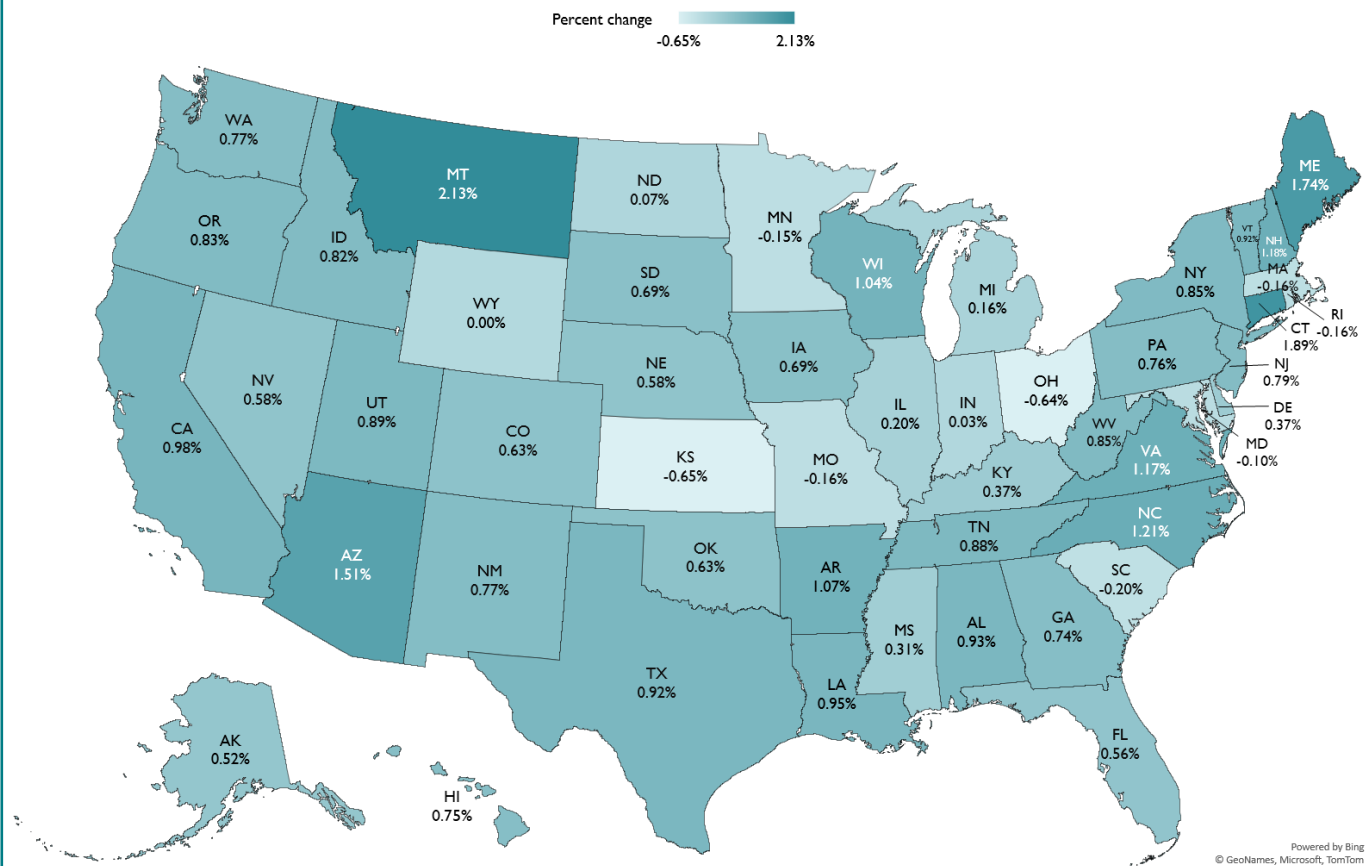 Percent change
-0.65% 2.13%
WA
0.77%
MT
2.13%
ND
0.07%
MN
-0.15%
ME
1.74%
OR
0.83%
ID
0.82%
SD
0.69%
WI
1.04%
MI
0.16%
VT
0.92%
NH
1.18%
NY
0.85%
MA
-0.16%
RI
-0.16%
CT
1.89%
WY
0.00%
IA
0.69%
PA
0.76%
NJ
0.79%
NV
0.58%
UT
0.89%
NE
0.58%
IL
0.20%
IN
0.03%
OH
-0.64%
DE
0.37%
CA
0.98%
CO
0.63%
KS
-0.65%
MO
-0.16%
KY
0.37%
WV
0.85%
MD
-0.10%
VA
1.17%
AZ
1.51%
NM
0.77%
OK
0.63%
AR
1.07%
TN
0.88%
NC
1.21%
SC
-0.20%
TX
0.92%
LA
0.95%
MS
0.31%
AL
0.93%
GA
0.74%
FL
0.56%
AK
0.52%
HI
0.75%
Powered by Bing
© GeoNames, Microsoft, TomTom